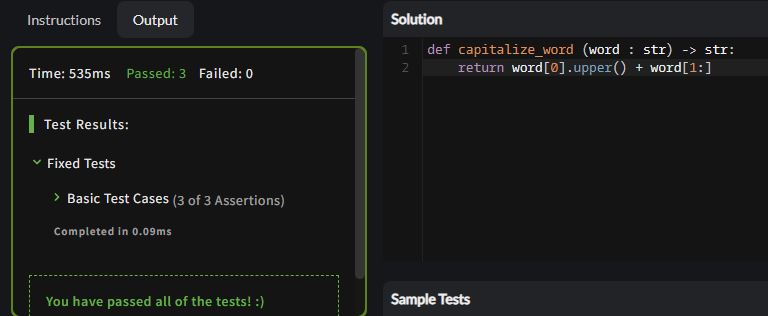 Instructions
Output
Time: 535ms Passed: 3 Failed: 0
Test Results:
Fixed Tests
Basic Test Cases (3 of 3 Assertions)
Completed in 0.09ms
You have passed all of the tests! :)
Solution
1 def capitalize_word (word : str) -> str:
2     return word[0].upper() + word[1:]
Sample Tests